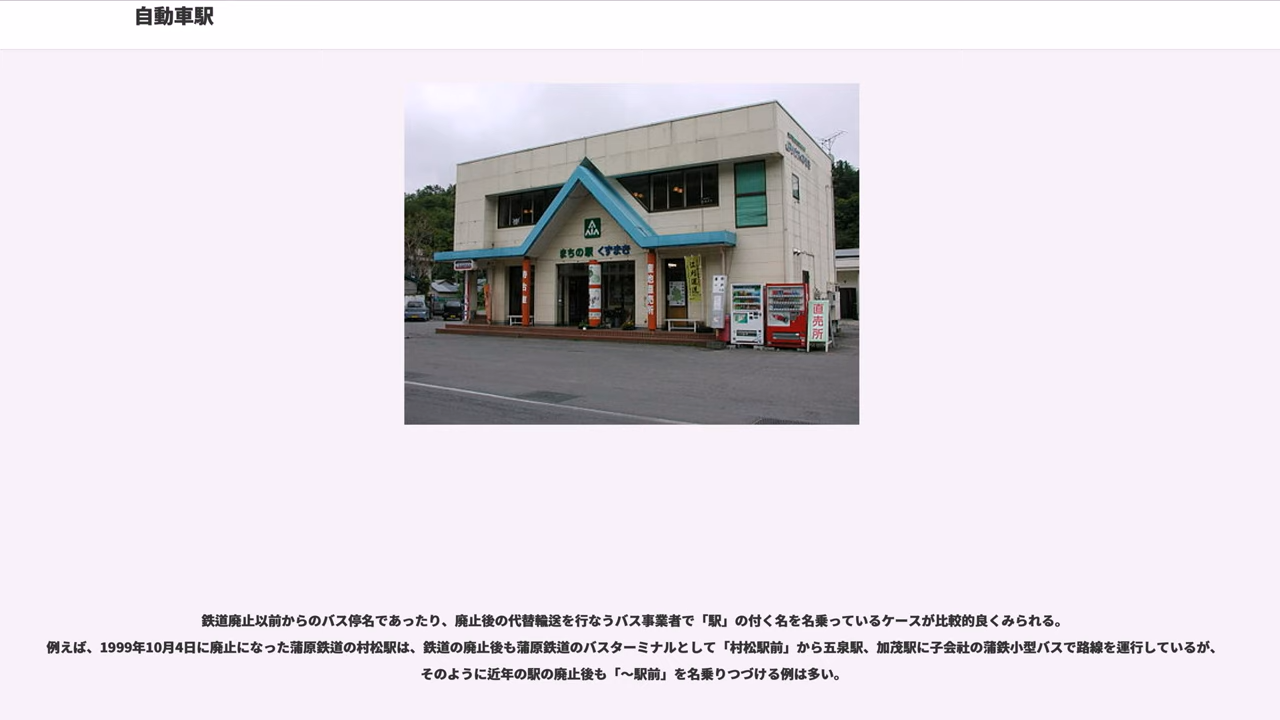 自動車駅
まちの駅 くずまき
直売所
鉄道廃止以前からのバス停名であったり、廃止後の代替輸送を行なうバス事業者で「駅」の付く名を名乗っているケースが比較的良くみられる。
例えば、1999年10月4日に廃止になった蒲原鉄道の村松駅は、鉄道の廃止後も蒲原鉄道のバスターミナルとして「村松駅前」から五泉駅、加茂駅に子会社の蒲鉄小型バスで路線を運行しているが、
そのように近年の駅の廃止後も「〜駅前」を名乗りつづける例は多い。